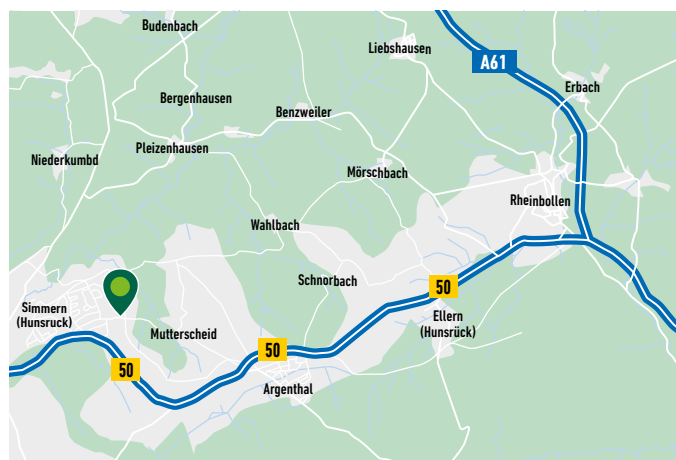 Budenbach
Liebshausen
A61
Erbach
Bergenhausen
Benzweiler
Pleizenhausen
Niederkumbd
Mörschbach
Rheinbollen
Wahlbach
Schnorbach
50
Simmern
(Hunsruck)
Mutterscheid
Ellern
(Hunsrück)
50
50
Argenthal